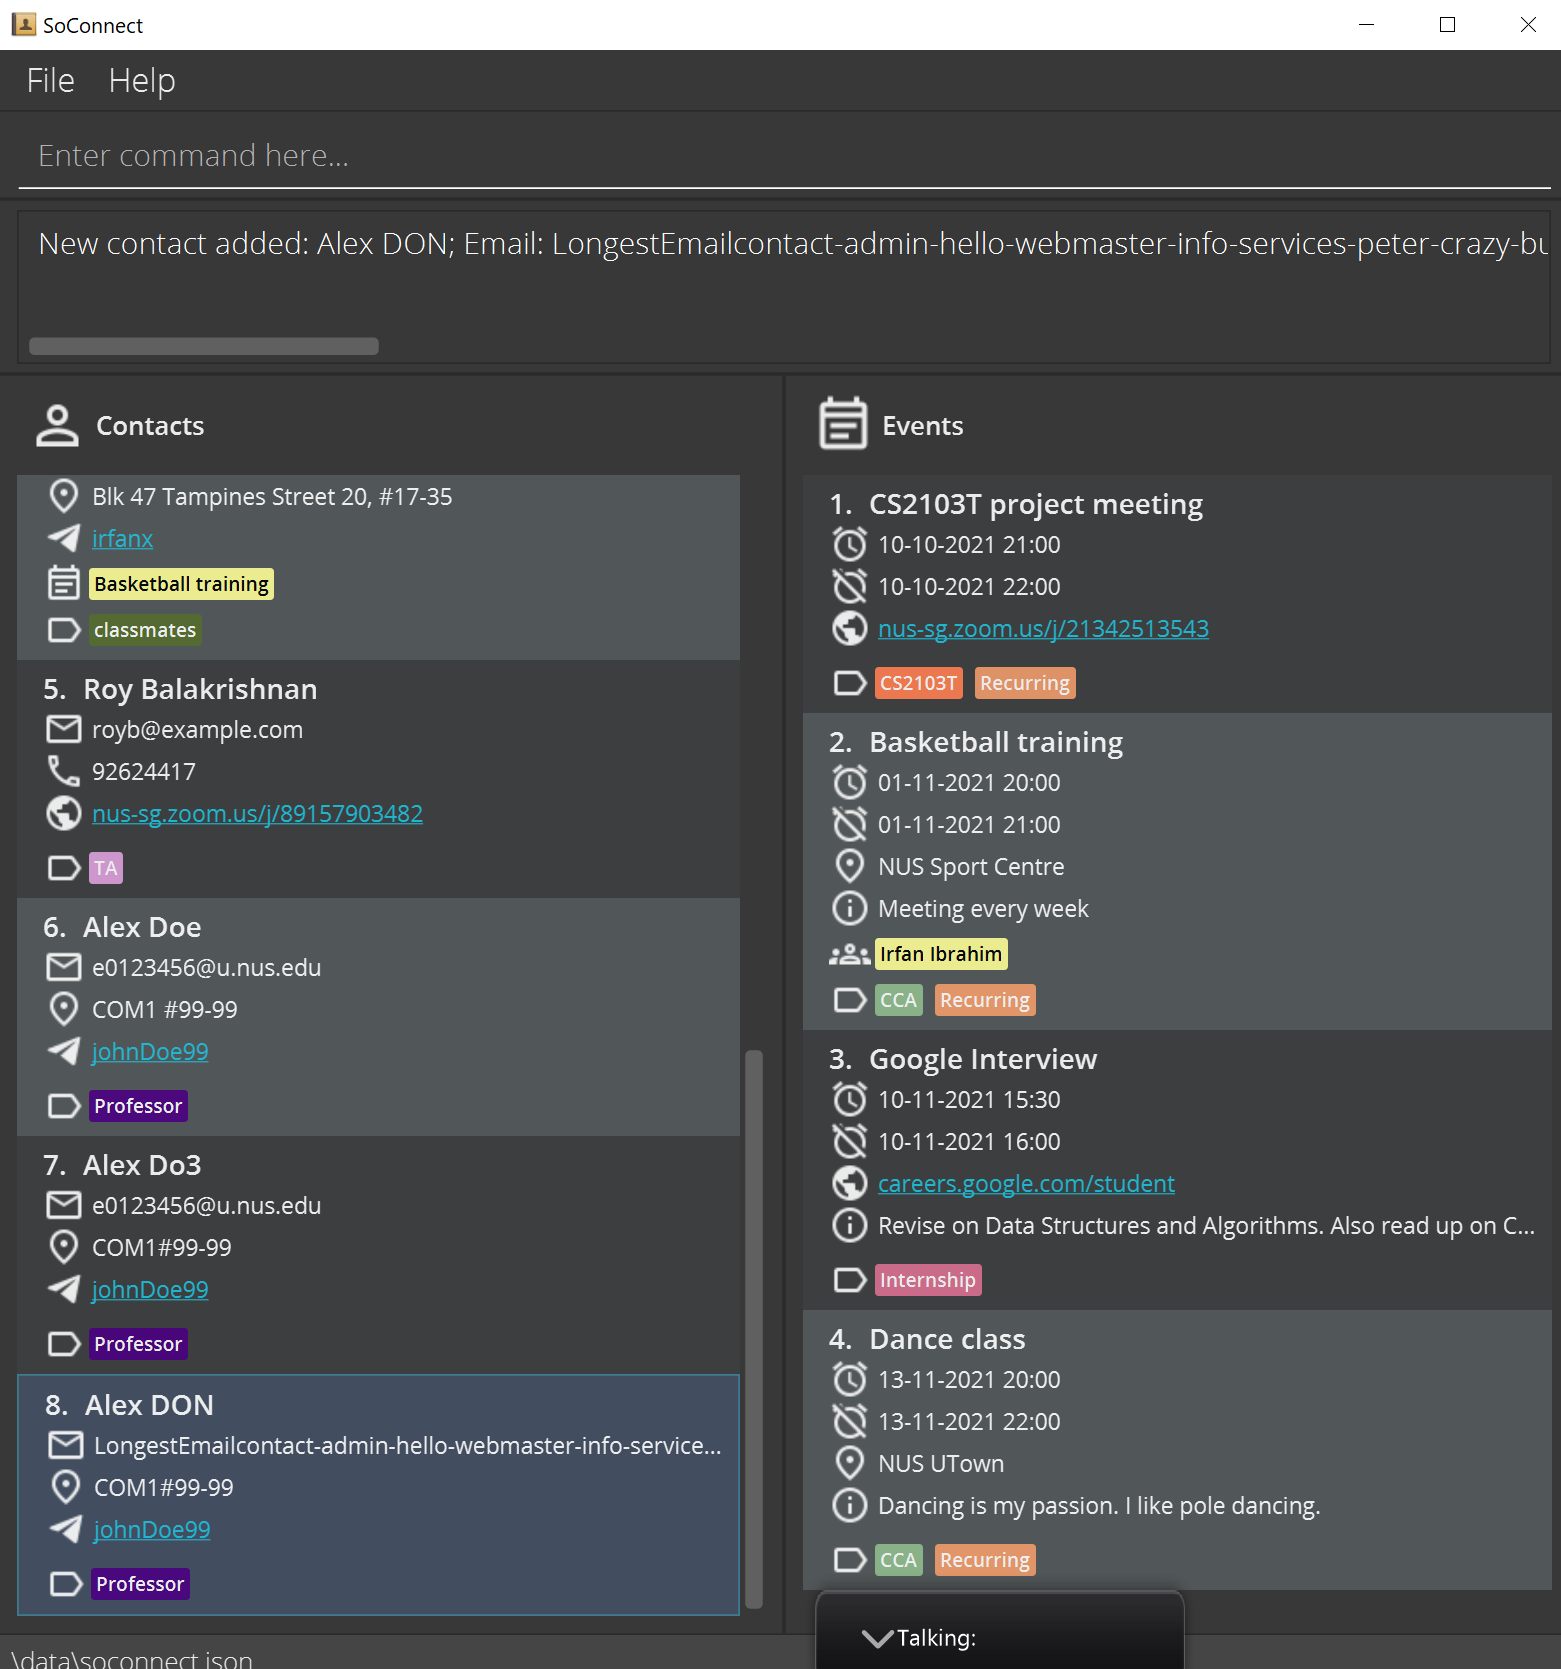 SoConnect
File Help
Enter command here...
New contact added: Alex DON; Email: LongestEmailcontact-admin-hello-webmaster-info-services-peter-crazy-bu
Contacts
Blk 47 Tampines Street 20, #17-35
irfanx
Basketball training
classmates
5. Roy Balakrishnan
royb@example.com
92624417
nus-sg.zoom.us/j/89157903482
TA
6. Alex Doe
e0123456@u.nus.edu
COM1 #99-99
johnDoe99
Professor
7. Alex Do3
e0123456@u.nus.edu
COM1#99-99
johnDoe99
Professor
8. Alex DON
LongestEmailcontact-admin-hello-webmaster-info-service...
COM1#99-99
johnDoe99
Professor
Events
1. CS2103T project meeting
10-10-2021 21:00
10-10-2021 22:00
nus-sg.zoom.us/j/21342513543
CS2103T Recurring
2. Basketball training
01-11-2021 20:00
01-11-2021 21:00
NUS Sport Centre
Meeting every week
Irfan Ibrahim
CCA Recurring
3. Google Interview
10-11-2021 15:30
10-11-2021 16:00
careers.google.com/student
Revise on Data Structures and Algorithms. Also read up on C...
Internship
4. Dance class
13-11-2021 20:00
13-11-2021 22:00
NUS UTown
Dancing is my passion. I like pole dancing.
CCA Recurring
Talking:
\data\soconnect.json